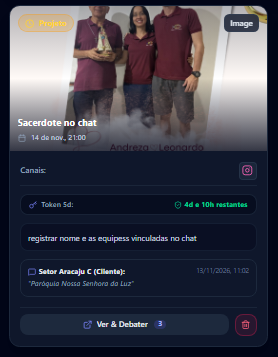 Projeto
Image
Andreza Leonardo
Sacerdote no chat
14 de nov., 21:00
Canais:
Token 5d:
4d e 10h restantes
registrar nome e as equipess vinculadas no chat
Setor Aracaju C (Cliente):
13/11/2026, 11:02
"Paróquia Nossa Senhora da Luz"
Ver & Debater 3